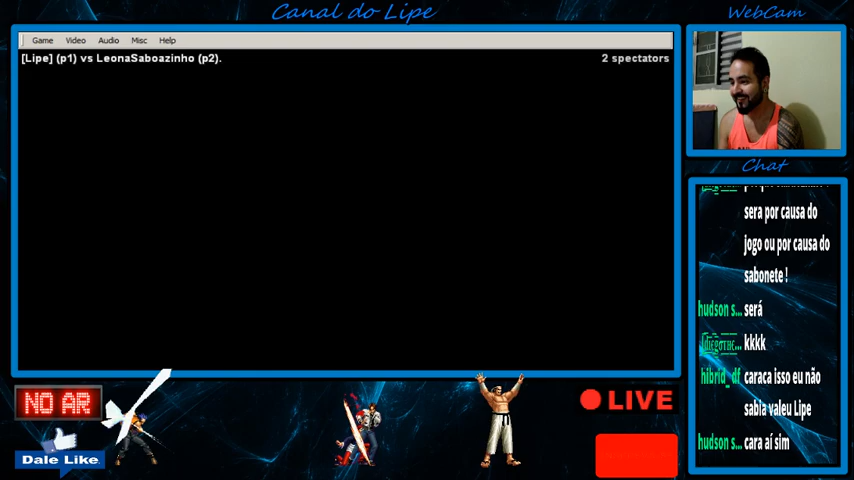 Canal do Lipe
WebCam
Game Video Audio Misc Help
[Lipe] (p1) vs LeonaSaboazinho (p2).
2 spectators
Chat
sera por causa do
jogo ou por causa do
sabonete !
hudson s... será
kkkk
hibrid_df caraca isso eu não
sabia valeu Lipe
hudson s... cara aí sim
NO AR
LIVE
Dale Like.